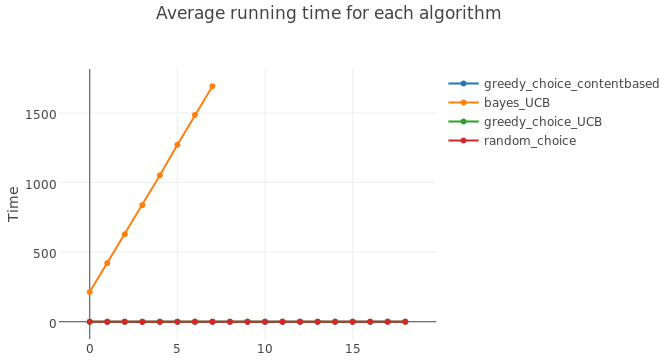 Average running time for each algorithm
greedy_choice_contentbased
bayes_UCB
greedy_choice_UCB
random_choice
Time
1500
1000
500
0
0 5 10 15